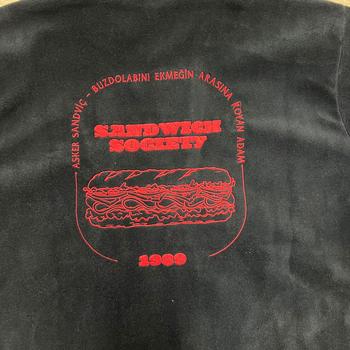 ASKER SANDVİÇ - BUZDOLABINI EKMEĞİN ARASINA KOYAN ADAM
SANDWICH
SOCIETY
1989